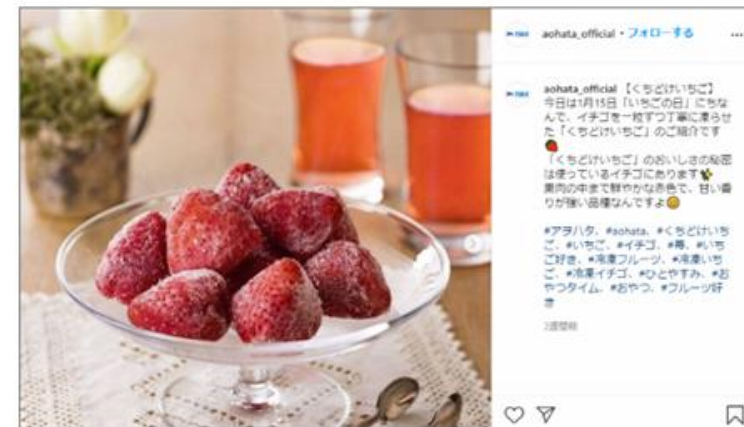 aohata_official • フォローする
aohata_official 【くちどけいちご】
今日は1月15日「いちごの日」にちな
んで、イチゴを一粒ずつ丁寧に凍らせ
た「くちどけいちご」のご紹介です
「くちどけいちご」のおいしさの秘密
は使っているイチゴにあります
果肉の中まで鮮やかな赤色で、甘い香
りが強い品種なんですよ
#アヲハタ、#aohata、#くちどけいち
ご、#いちご、#イチゴ、#苺、#いち
ご好き、#冷凍フルーツ、#冷凍いち
ご、#冷凍イチゴ、#ひとやすみ、#お
やつタイム、#おやつ、#フルーツ好
き
2週間前